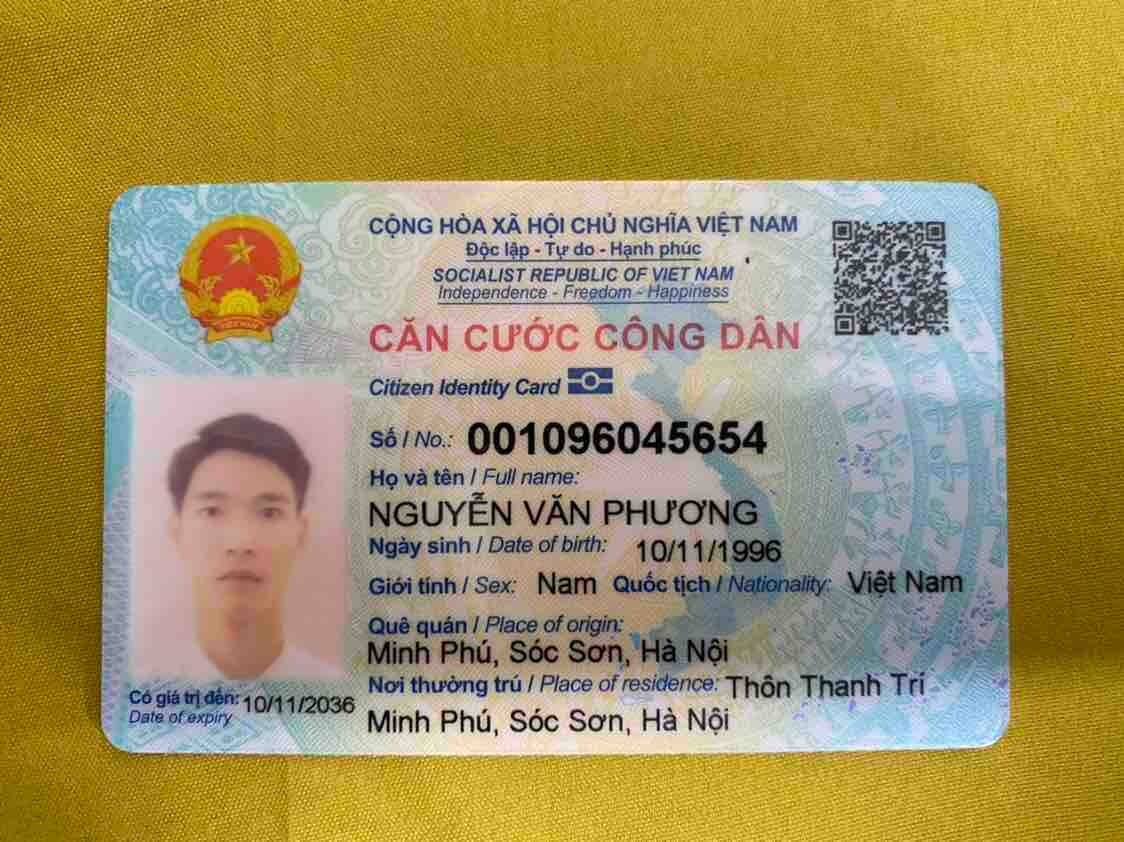 CỘNG HÒA XÃ HỘI CHỦ NGHĨA VIỆT NAM
Độc lập - Tự do - Hạnh phúc
SOCIALIST REPUBLIC OF VIET NAM
Independence - Freedom - Happiness
CĂN CƯỚC CÔNG DÂN
Citizen Identity Card
Số / No.: 001096045654
Họ và tên / Full name:
NGUYỄN VĂN PHƯƠNG
Ngày sinh / Date of birth: 10/11/1996
Giới tính / Sex: Nam Quốc tịch / Nationality: Việt Nam
Quê quán / Place of origin:
Minh Phú, Sóc Sơn, Hà Nội
Nơi thường trú / Place of residence: Thôn Thanh Trí
Minh Phú, Sóc Sơn, Hà Nội
Có giá trị đến: 10/11/2036
Date of expiry